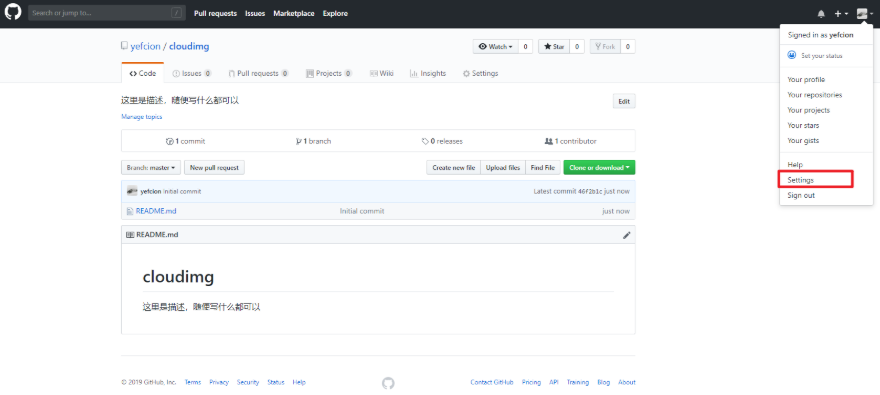 Search or jump to... / Pull requests Issues Marketplace Explore
Signed in as yefcion
Set your status
Your profile
Your repositories
Your projects
Your stars
Your gists
Help
Settings
Sign out
yefcion / cloudimg Watch 0 Star 0 Fork 0
Code Issues 0 Pull requests 0 Projects 0 Wiki Insights Settings
这里是描述，随便写什么都可以 Edit
Manage topics
1 commit 1 branch 0 releases 1 contributor
Branch: master New pull request Create new file Upload files Find File Clone or download
yefcion Initial commit Latest commit 46f2b1c just now
README.md Initial commit just now
README.md
cloudimg
这里是描述，随便写什么都可以
© 2019 GitHub, Inc. Terms Privacy Security Status Help Contact GitHub Pricing API Training Blog About